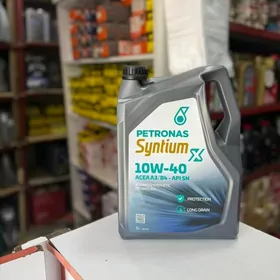 PETRONAS
Syntium X
10W-40
ACEA A3/B4 - API SN
PROTECTION
LONG DRAIN